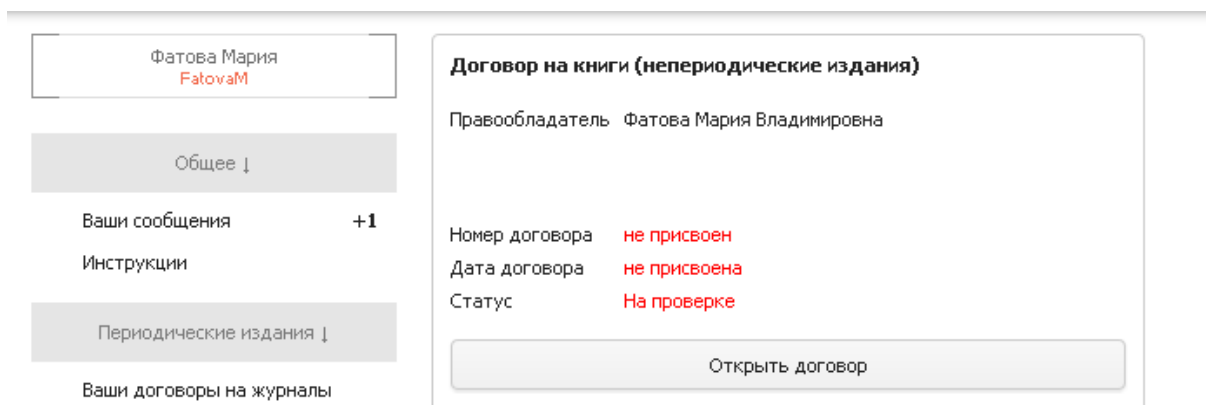 Фатова Мария
FatovaM
Общее ↓
Ваши сообщения +1
Инструкции
Периодические издания ↓
Ваши договоры на журналы
Договор на книги (непериодические издания)
Правообладатель Фатова Мария Владимировна
Номер договора не присвоен
Дата договора не присвоена
Статус На проверке
Открыть договор